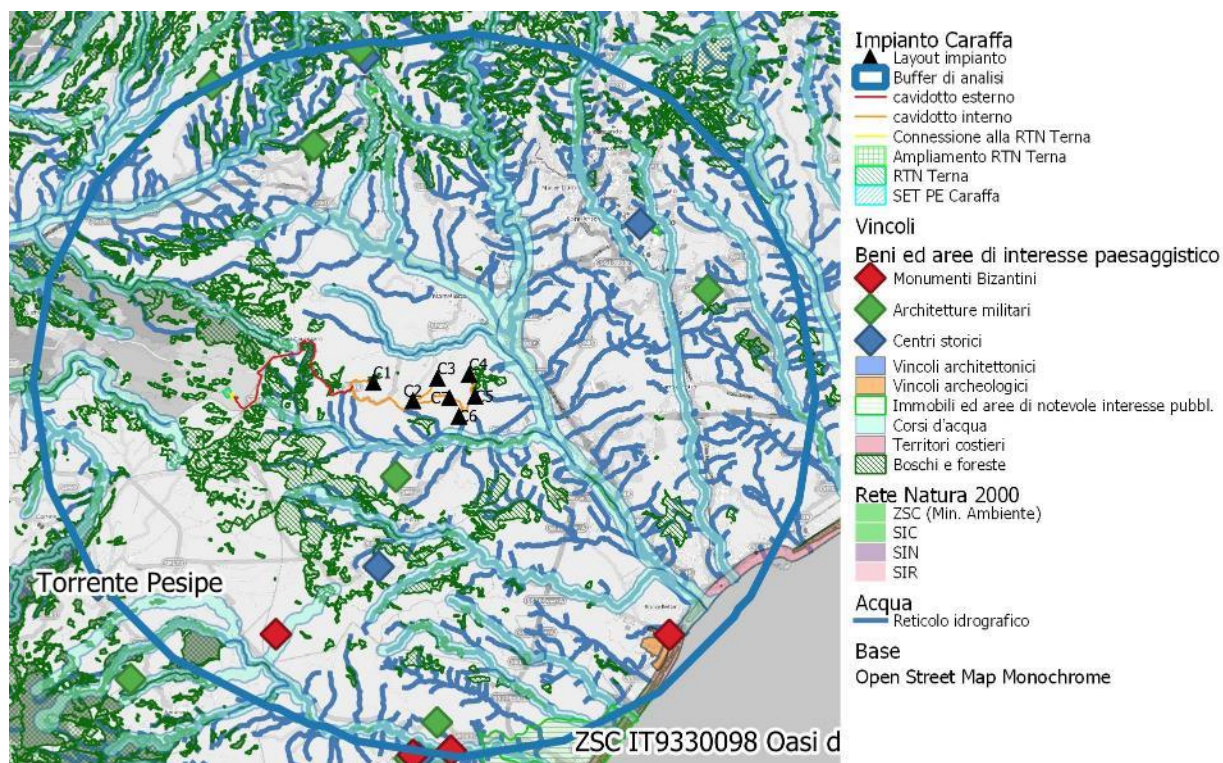 C1
C2
C3
C4
C7
C5
C6
Torrente Pesipe
ZSC IT9330098 Oasi d
Impianto Caraffa
Layout impianto
Buffer di analisi
cavidotto esterno
cavidotto interno
Connessione alla RTN Terna
Ampliamento RTN Terna
RTN Terna
SET PE Caraffa
Vincoli
Beni ed aree di interesse paesaggistico
Monumenti Bizantini
Architetture militari
Centri storici
Vincoli architettonici
Vincoli archeologici
Immobili ed aree di notevole interesse pubbl.
Corsi d'acqua
Territori costieri
Boschi e foreste
Rete Natura 2000
ZSC (Min. Ambiente)
SIC
SIN
SIR
Acqua
Reticolo idrografico
Base
Open Street Map Monochrome